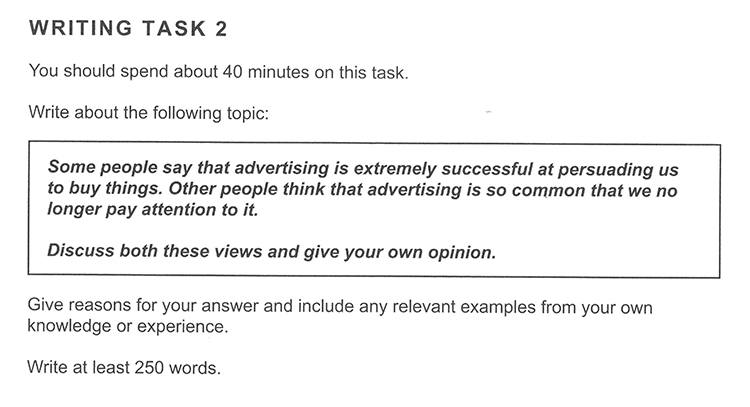 WRITING TASK 2
You should spend about 40 minutes on this task.
Write about the following topic:
Some people say that advertising is extremely successful at persuading us
to buy things. Other people think that advertising is so common that we no
longer pay attention to it.
Discuss both these views and give your own opinion.
Give reasons for your answer and include any relevant examples from your own
knowledge or experience.
Write at least 250 words.